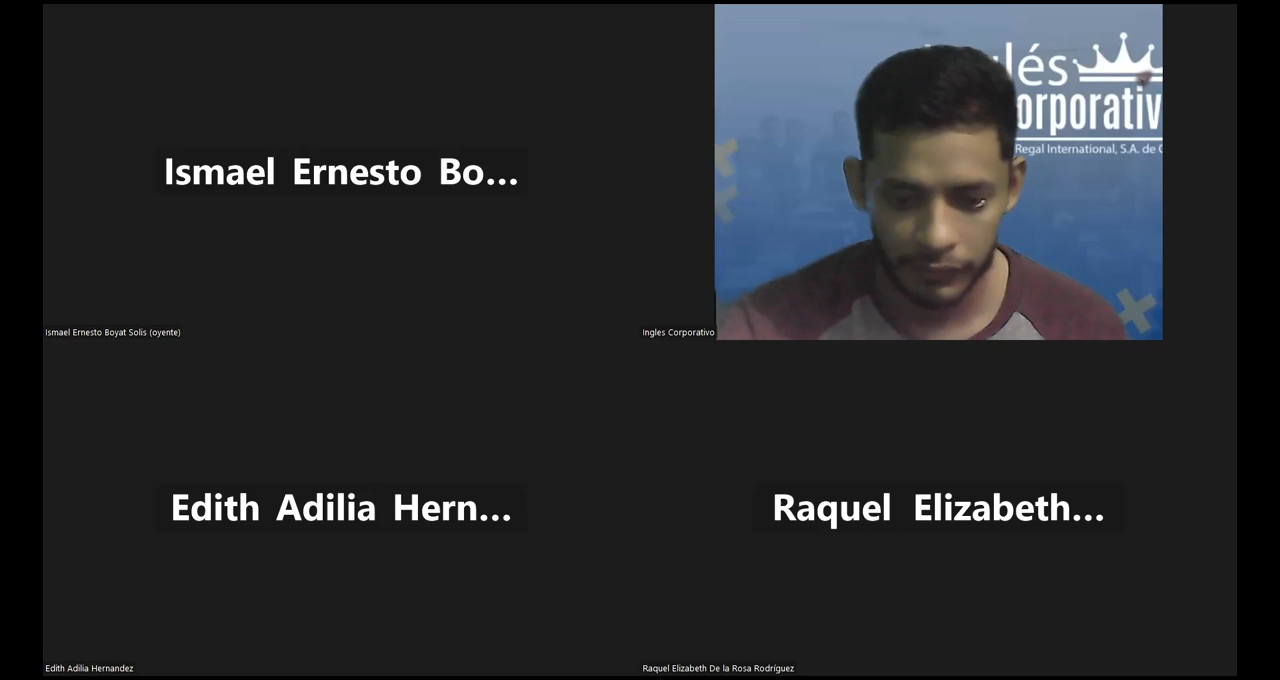 Ismael Ernesto Bo...
lés
orporativ
Regal International, S.A. de C
Ismael Ernesto Boyat Solis (oyente)
Ingles Corporativo
Edith Adilia Hern...
Raquel Elizabeth...
Edith Adilia Hernandez
Raquel Elizabeth De la Rosa Rodríguez